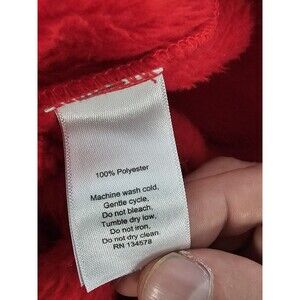 100% Polyester
Machine wash cold,
Gentle cycle,
Do not bleach,
Tumble dry low,
Do not iron,
Do not dry clean.
RN 134578